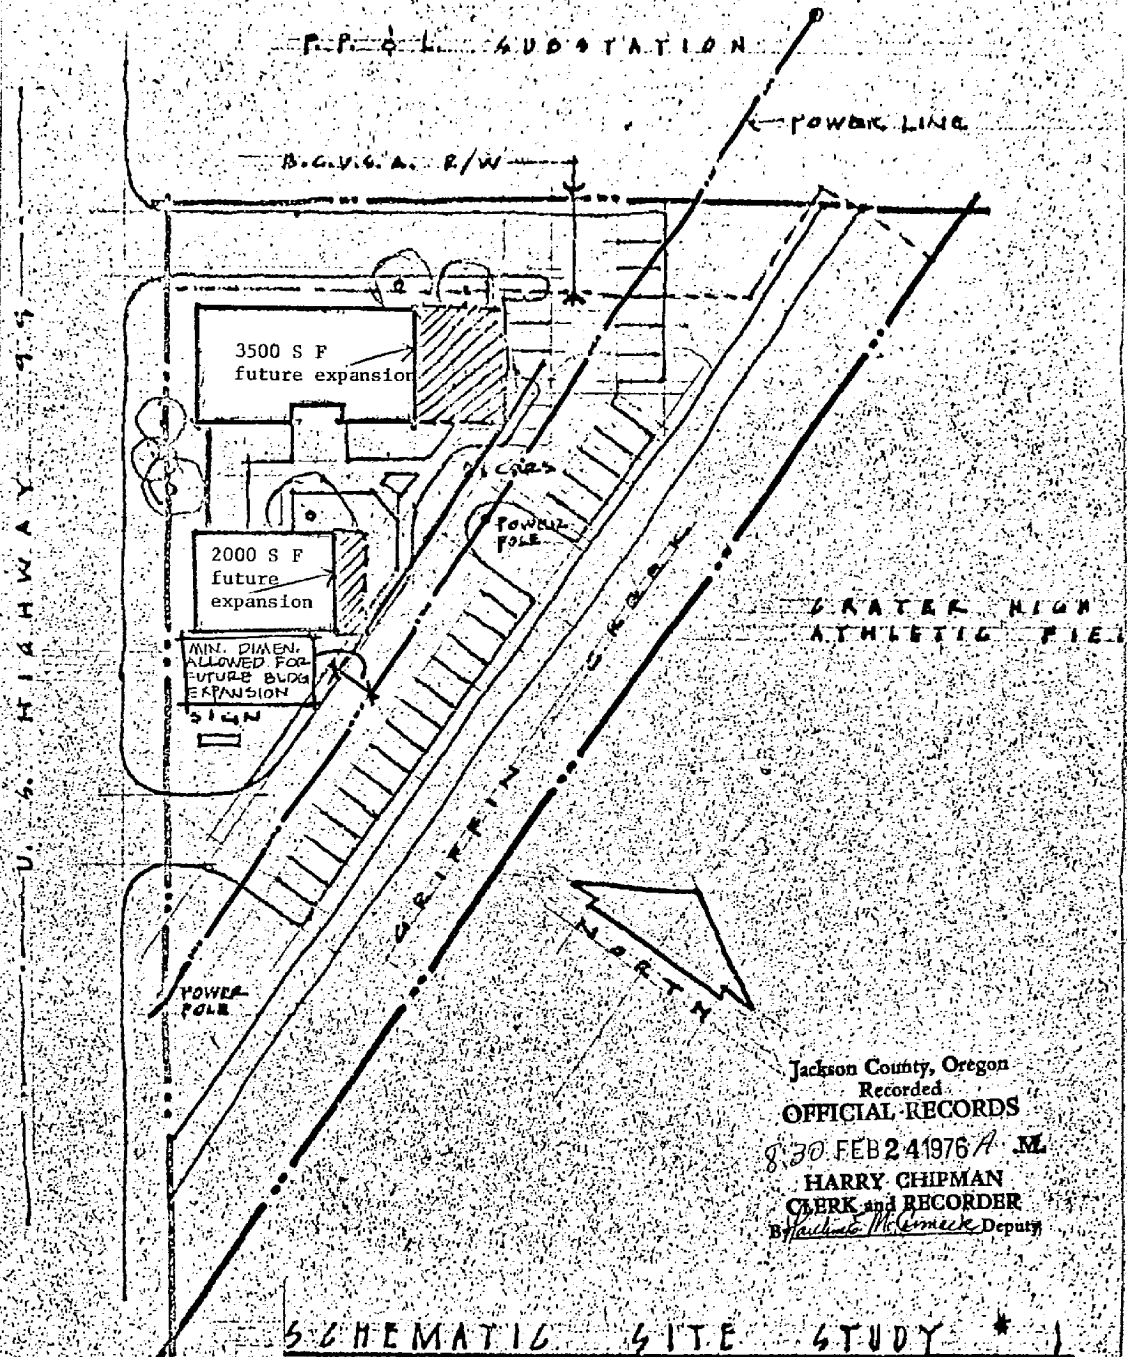 P.P. & L. SUBSTATION
POWER LINE
B.C.V.S.A. R/W
U. S. HIGHWAY 99
3500 S F
future expansion
CARS
POWER
POLE
2000 S F
future
expansion
MIN. DIMEN.
ALLOWED FOR
FUTURE BLDG
EXPANSION
SIGN
CRATER HIGH
ATHLETIC FIEL
GRIFFIN CREEK
NORTH
POWER
POLE
Jackson County, Oregon
Recorded
OFFICIAL RECORDS
8:30 FEB 24 1976 A .M.
HARRY CHIPMAN
CLERK and RECORDER
By Deputy
SCHEMATIC SITE STUDY * 1